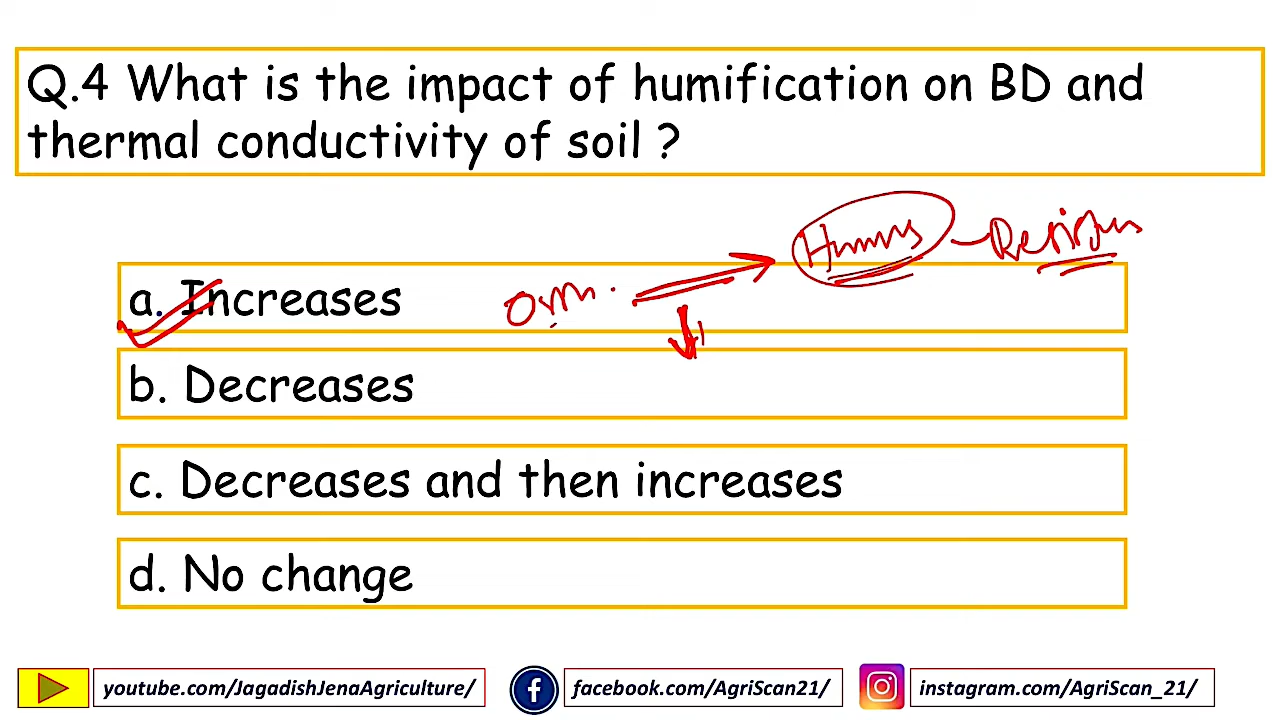 Q.4 What is the impact of humification on BD and
thermal conductivity of soil ?
Humus
a. Increases
b. Decreases
c. Decreases and then increases
d. No change
youtube.com/JagadishJenaAgriculture/
facebook.com/AgriScan21/
instagram.com/AgriScan_21/